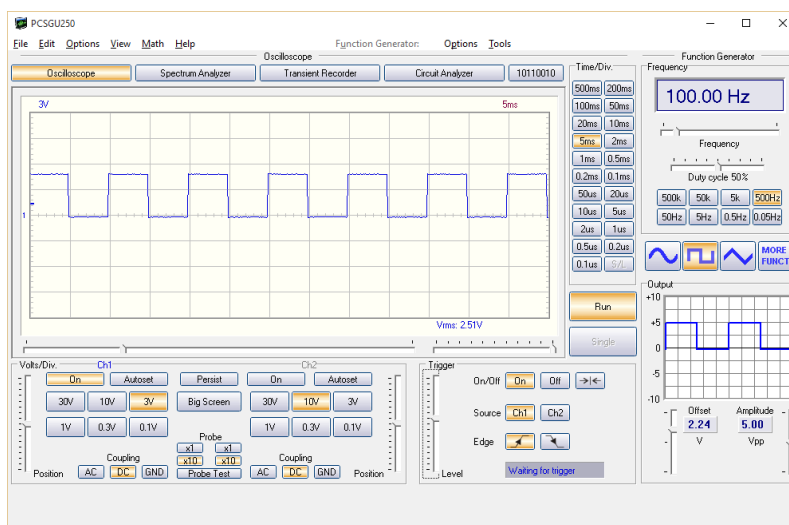 PCSGU250
File Edit Options View Math Help Function Generator: Options Tools
Oscilloscope
Oscilloscope Spectrum Analyzer Transient Recorder Circuit Analyzer 10110010
3V 5ms
1
Vrms: 2.51V
Time/Div.
500ms 200ms
100ms 50ms
20ms 10ms
5ms 2ms
1ms 0.5ms
0.2ms 0.1ms
50us 20us
10us 5us
2us 1us
0.5us 0.2us
0.1us S/L
Run
Single
Function Generator
Frequency
100.00 Hz
Frequency
Duty cycle 50%
500k 50k 5k 500Hz
50Hz 5Hz 0.5Hz 0.05Hz
MORE
FUNCT
Output
+10
+5
0
-5
-10
Offset Amplitude
2.24 5.00
V Vpp
Volts/Div. Ch1 Ch2
On Autoset Persist On Autoset
30V 10V 3V Big Screen 30V 10V 3V
1V 0.3V 0.1V Probe 1V 0.3V 0.1V
x1 x1
Coupling x10 x10 Coupling
Position AC DC GND Probe Test AC DC GND Position
Trigger
On/Off On Off
Source Ch1 Ch2
Edge
Level Waiting for trigger